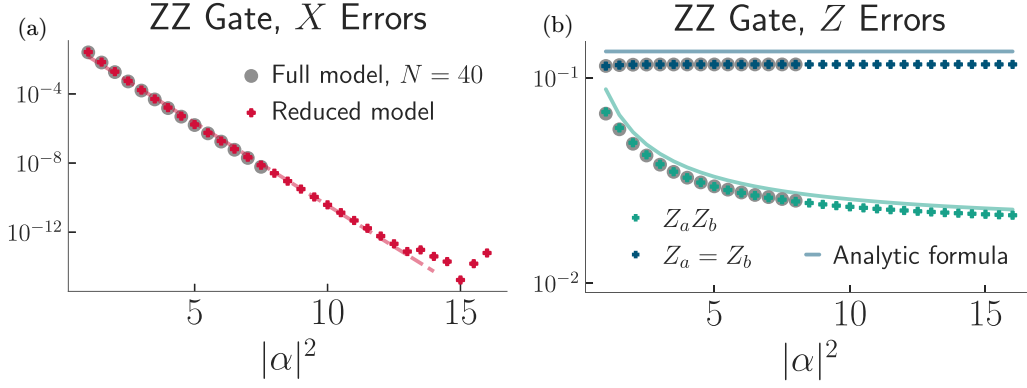 (a)
ZZ Gate, X Errors
10⁻⁴
10⁻⁸
10⁻¹²
Full model, N = 40
Reduced model
5
10
15
|α|²
(b)
ZZ Gate, Z Errors
10⁻¹
10⁻²
Z_aZ_b
Z_a = Z_b
Analytic formula
5
10
15
|α|²